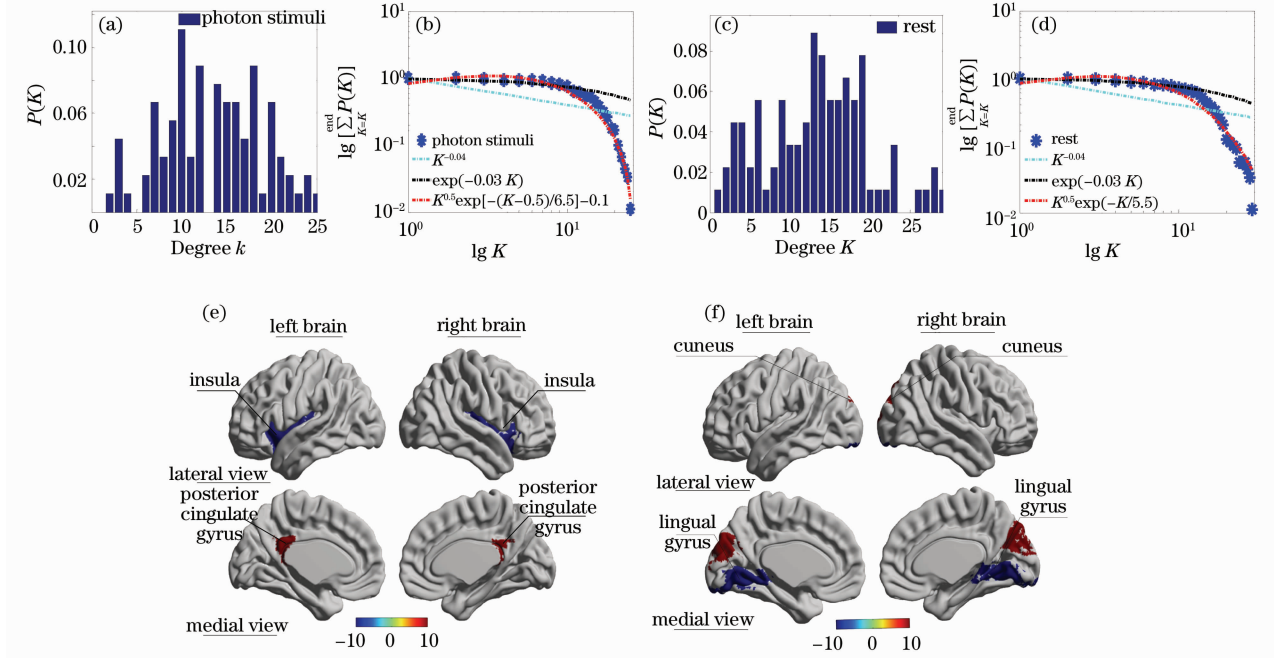 (a)
photon stimuli
0.10
0.06
0.02
P(K)
0 5 10 15 20 25
Degree k
(b)
10^1
10^0
10^{-1}
10^{-2}
lg [\sum_{K=K}^{end} P(K)]
photon stimuli
K^{-0.04}
exp(-0.03 K)
K^{0.5}exp[-(K-0.5)/6.5]-0.1
10^0 10^1
lg K
(c)
rest
0.08
0.06
0.04
0.02
0
P(K)
0 5 10 15 20 25
Degree K
(d)
10^1
10^0
10^{-1}
10^{-2}
lg [\sum_{K=K}^{end} P(K)]
rest
K^{-0.04}
exp(-0.03 K)
K^{0.5}exp(-K/5.5)
10^0 10^1
lg K
(e)
left brain right brain
insula insula
lateral view
posterior
cingulate
gyrus
posterior
cingulate
gyrus
medial view
-10 0 10
(f)
left brain right brain
cuneus cuneus
lateral view
lingual
gyrus
lingual
gyrus
medial view
-10 0 10